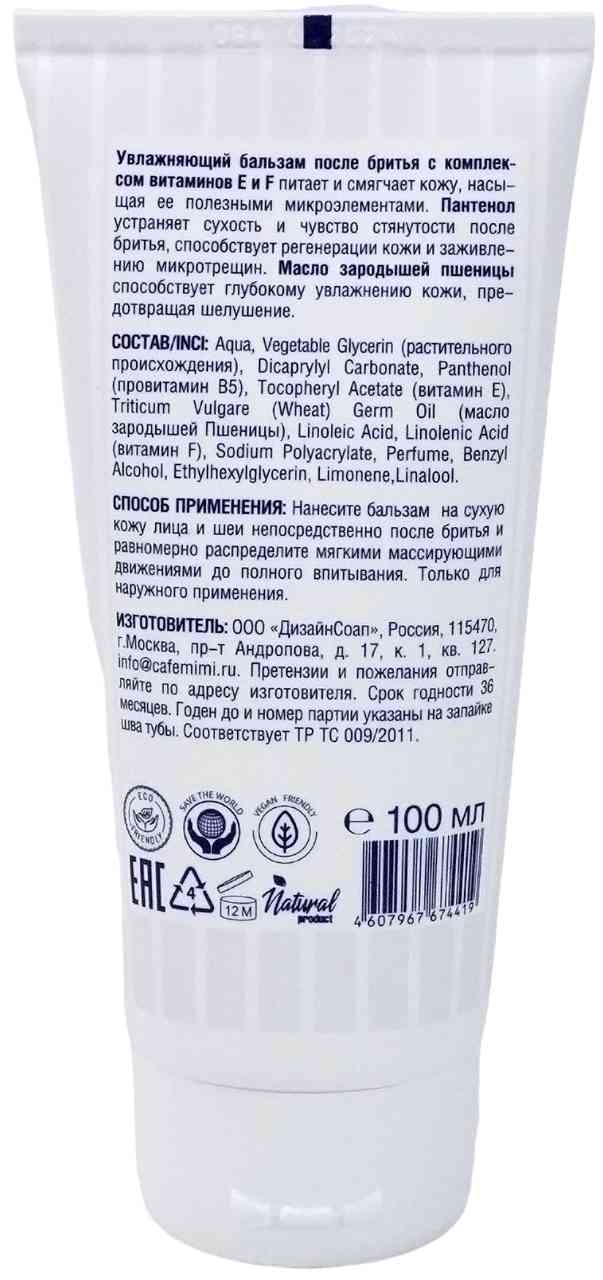 Увлажняющий бальзам после бритья с комплек-
сом витаминов Е и F питает и смягчает кожу, насы-
щая ее полезными микроэлементами. Пантенол
устраняет сухость и чувство стянутости после
бритья, способствует регенерации кожи и заживле-
нию микротрещин. Масло зародышей пшеницы
способствует глубокому увлажнению кожи, пре-
дотвращая шелушение.
СОСТАВ/INCI: Aqua, Vegetable Glycerin (растительного
происхождения), Dicaprylyl Carbonate, Panthenol
(провитамин B5), Tocopheryl Acetate (витамин Е),
Triticum Vulgare (Wheat) Germ Oil (масло
зародышей Пшеницы), Linoleic Acid, Linolenic Acid
(витамин F), Sodium Polyacrylate, Perfume, Benzyl
Alcohol, Ethylhexylglycerin, Limonene,Linalool.
СПОСОБ ПРИМЕНЕНИЯ: Нанесите бальзам на сухую
кожу лица и шеи непосредственно после бритья и
равномерно распределите мягкими массирующими
движениями до полного впитывания. Только для
наружного применения.
ИЗГОТОВИТЕЛЬ: ООО «ДизайнСоап», Россия, 115470,
г.Москва, пр-т Андропова, д. 17, к. 1, кв. 127.
info@cafemimi.ru. Претензии и пожелания отправ-
ляйте по адресу изготовителя. Срок годности 36
месяцев. Годен до и номер партии указаны на запайке
шва тубы. Соответствует ТР ТС 009/2011.
ECO FRIENDLY
SAVE THE WORLD
VEGAN FRIENDLY
℮ 100 мл
EAC
4
12 M
Natural
product
4 607967 674419